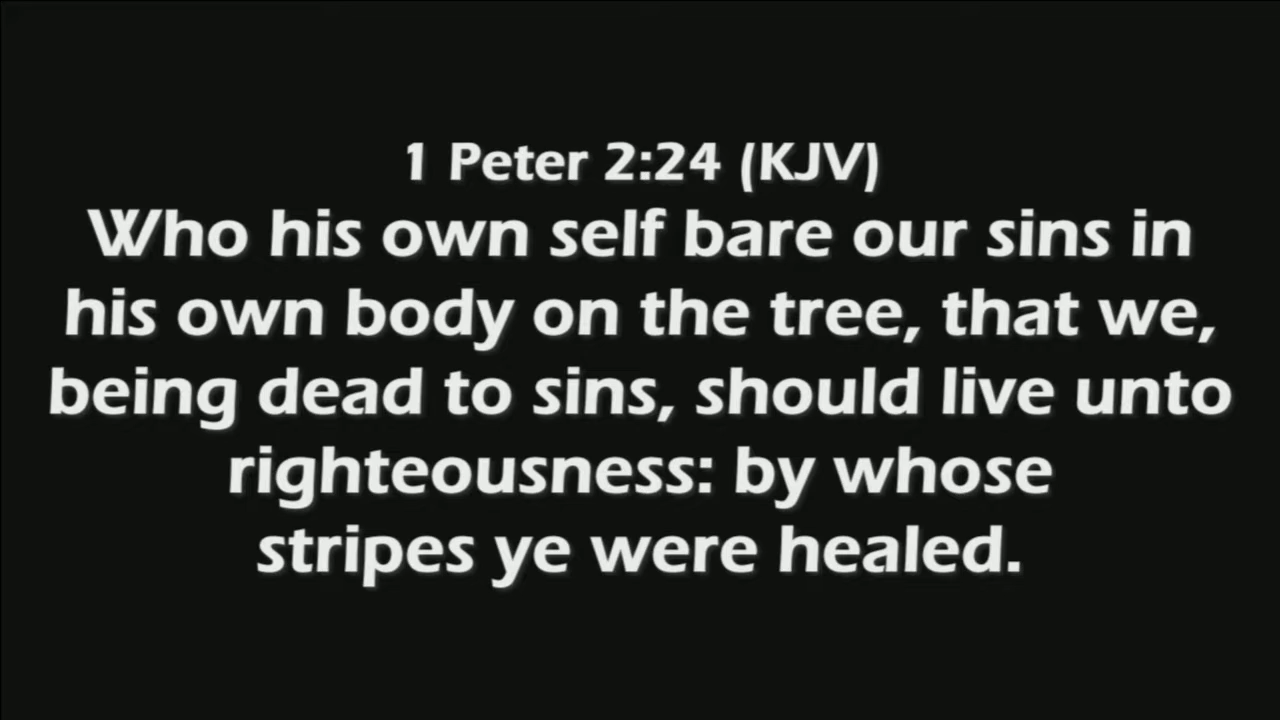 1 Peter 2:24 (KJV)
Who his own self bare our sins in
his own body on the tree, that we,
being dead to sins, should live unto
righteousness: by whose
stripes ye were healed.